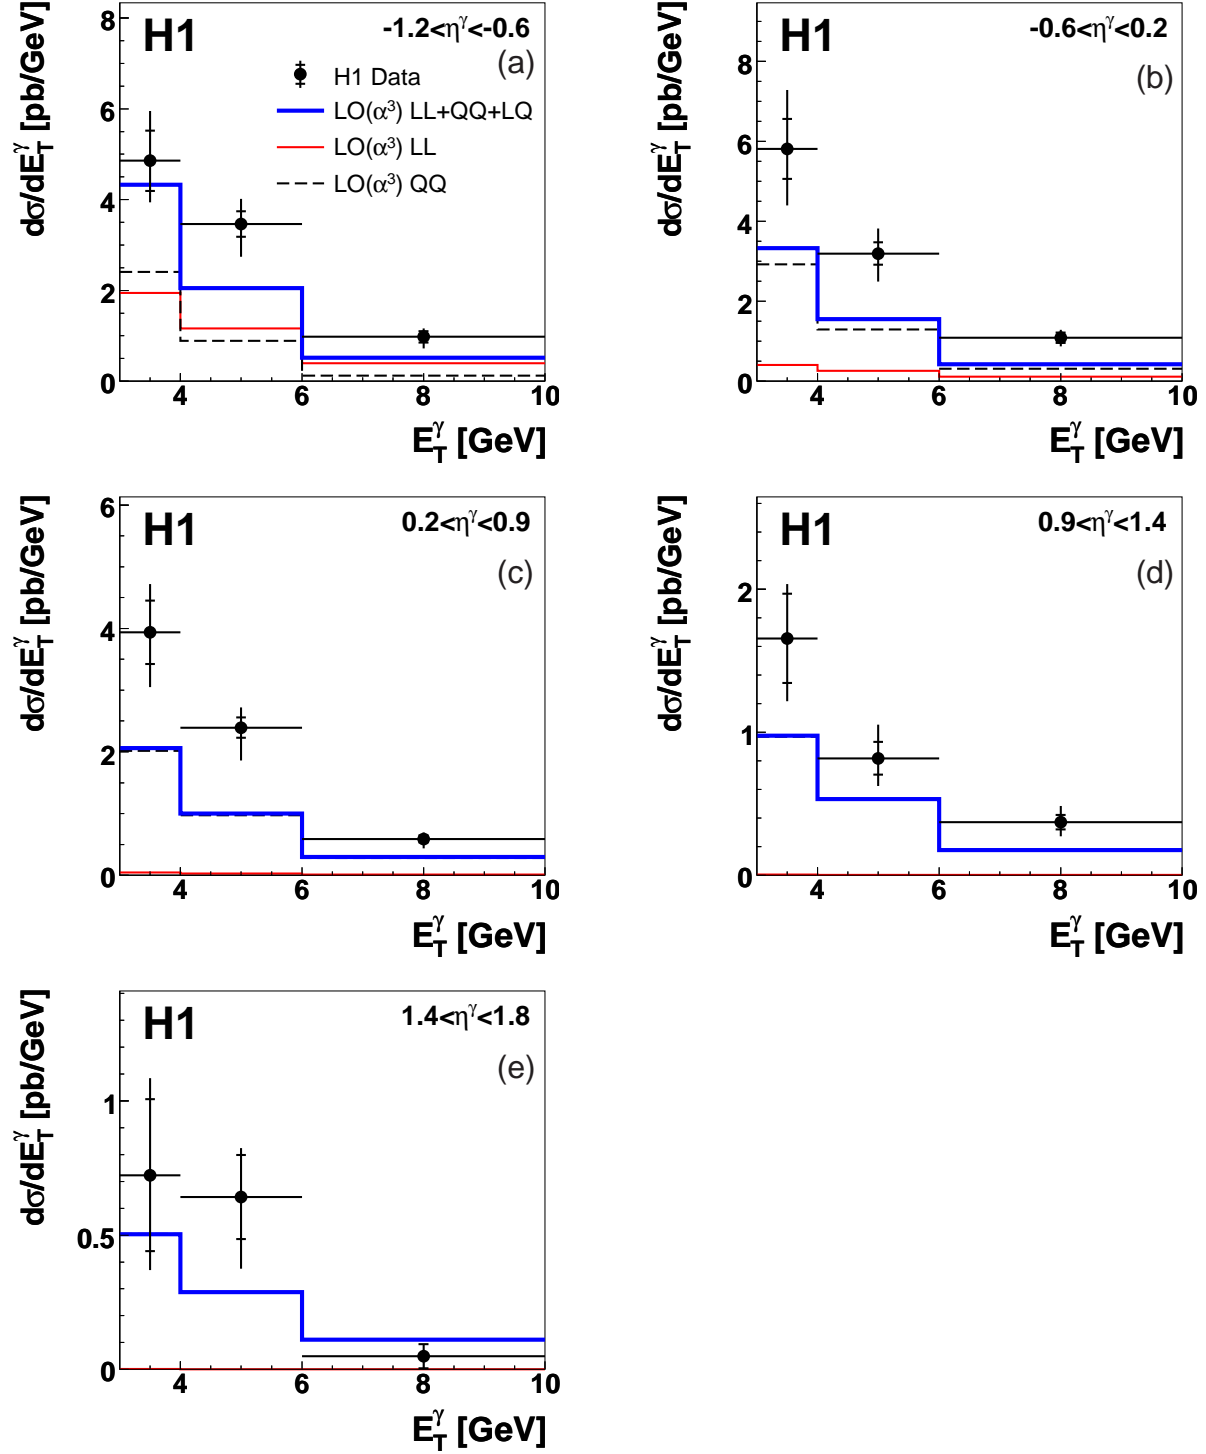 H1
-1.2<η^γ<-0.6
(a)
H1 Data
LO(α³) LL+QQ+LQ
LO(α³) LL
LO(α³) QQ
dσ/dE_T^γ [pb/GeV]
8
6
4
2
0
4 6 8 10
E_T^γ [GeV]
H1
-0.6<η^γ<0.2
(b)
dσ/dE_T^γ [pb/GeV]
8
6
4
2
0
4 6 8 10
E_T^γ [GeV]
H1
0.2<η^γ<0.9
(c)
dσ/dE_T^γ [pb/GeV]
6
4
2
0
4 6 8 10
E_T^γ [GeV]
H1
0.9<η^γ<1.4
(d)
dσ/dE_T^γ [pb/GeV]
2
1
0
4 6 8 10
E_T^γ [GeV]
H1
1.4<η^γ<1.8
(e)
dσ/dE_T^γ [pb/GeV]
1
0.5
0
4 6 8 10
E_T^γ [GeV]